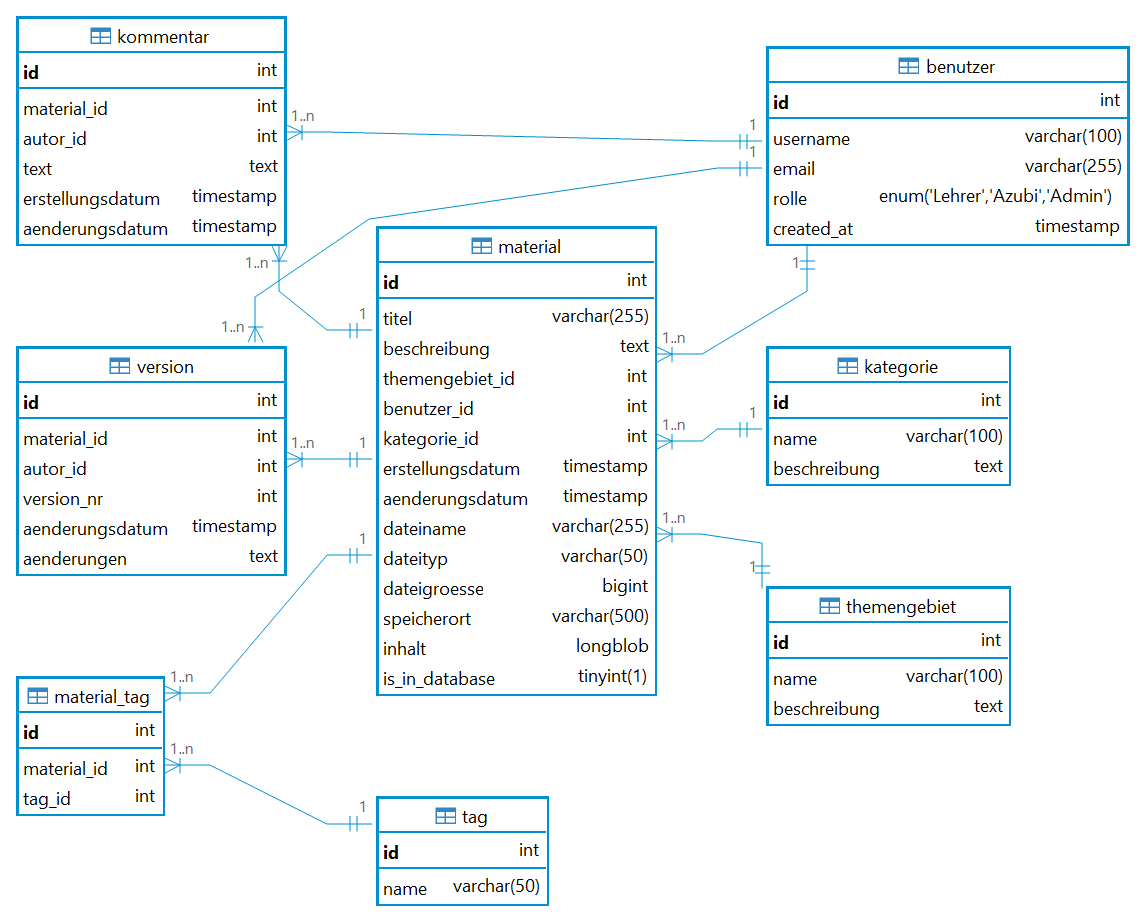 kommentar
id int
material_id int
autor_id int
text text
erstellungsdatum timestamp
aenderungsdatum timestamp
1..n
1..n
benutzer
id int
username varchar(100)
email varchar(255)
rolle enum('Lehrer','Azubi','Admin')
created_at timestamp
1
1
1
material
id int
titel varchar(255)
beschreibung text
themengebiet_id int
benutzer_id int
kategorie_id int
erstellungsdatum timestamp
aenderungsdatum timestamp
dateiname varchar(255)
dateityp varchar(50)
dateigroesse bigint
speicherort varchar(500)
inhalt longblob
is_in_database tinyint(1)
1
1
1
1..n
1..n
1..n
version
id int
material_id int
autor_id int
version_nr int
aenderungsdatum timestamp
aenderungen text
1..n
1..n
kategorie
id int
name varchar(100)
beschreibung text
1
themengebiet
id int
name varchar(100)
beschreibung text
1
material_tag
id int
material_id int
tag_id int
1..n
1..n
tag
id int
name varchar(50)
1